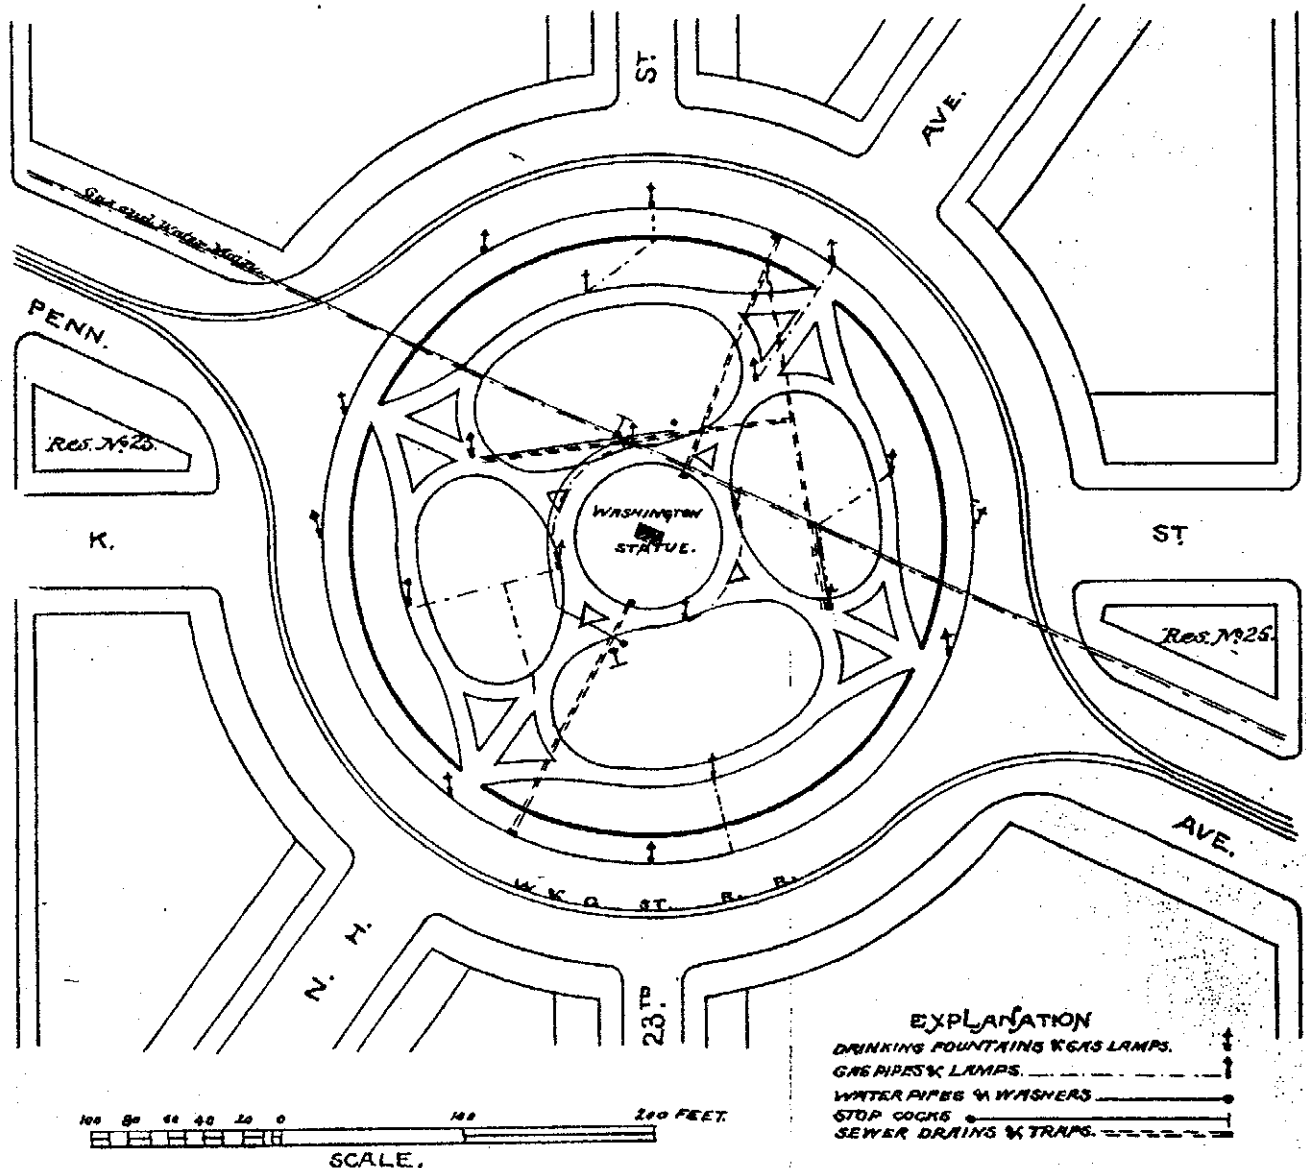 ST.
AVE.
Gas and Water Mains
PENN.
Res. No 25.
WASHINGTON
STATUE.
K.
ST.
Res. No 26.
AVE.
W & G ST. R. R.
N. H.
23TD.
EXPLANATION
DRINKING FOUNTAINS & GAS LAMPS.
GAS PIPES & LAMPS.
WATER PIPES & WASHERS
STOP COCKS
SEWER DRAINS & TRAPS.
100 80 60 40 20 0 100 200 FEET.
SCALE.